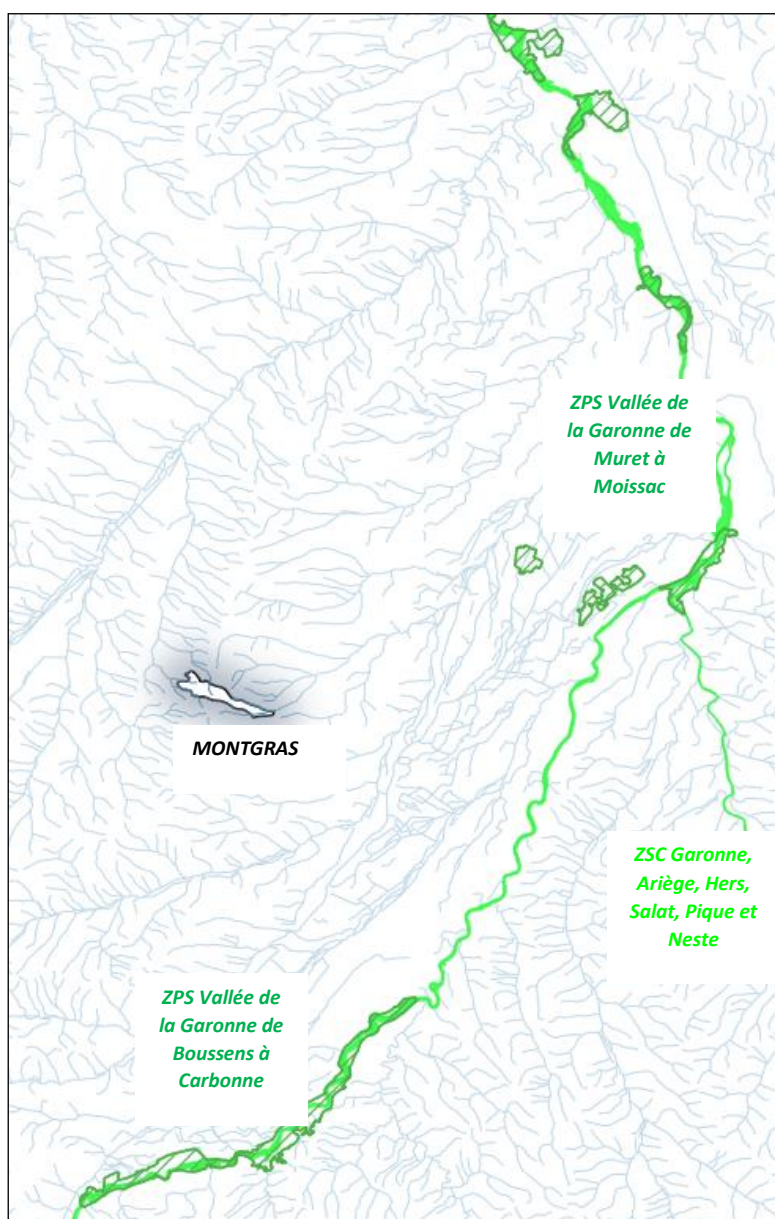 ZPS Vallée de
la Garonne de
Muret à
Moissac
MONTGRAS
ZSC Garonne,
Ariège, Hers,
Salat, Pique et
Neste
ZPS Vallée de
la Garonne de
Boussens à
Carbonne